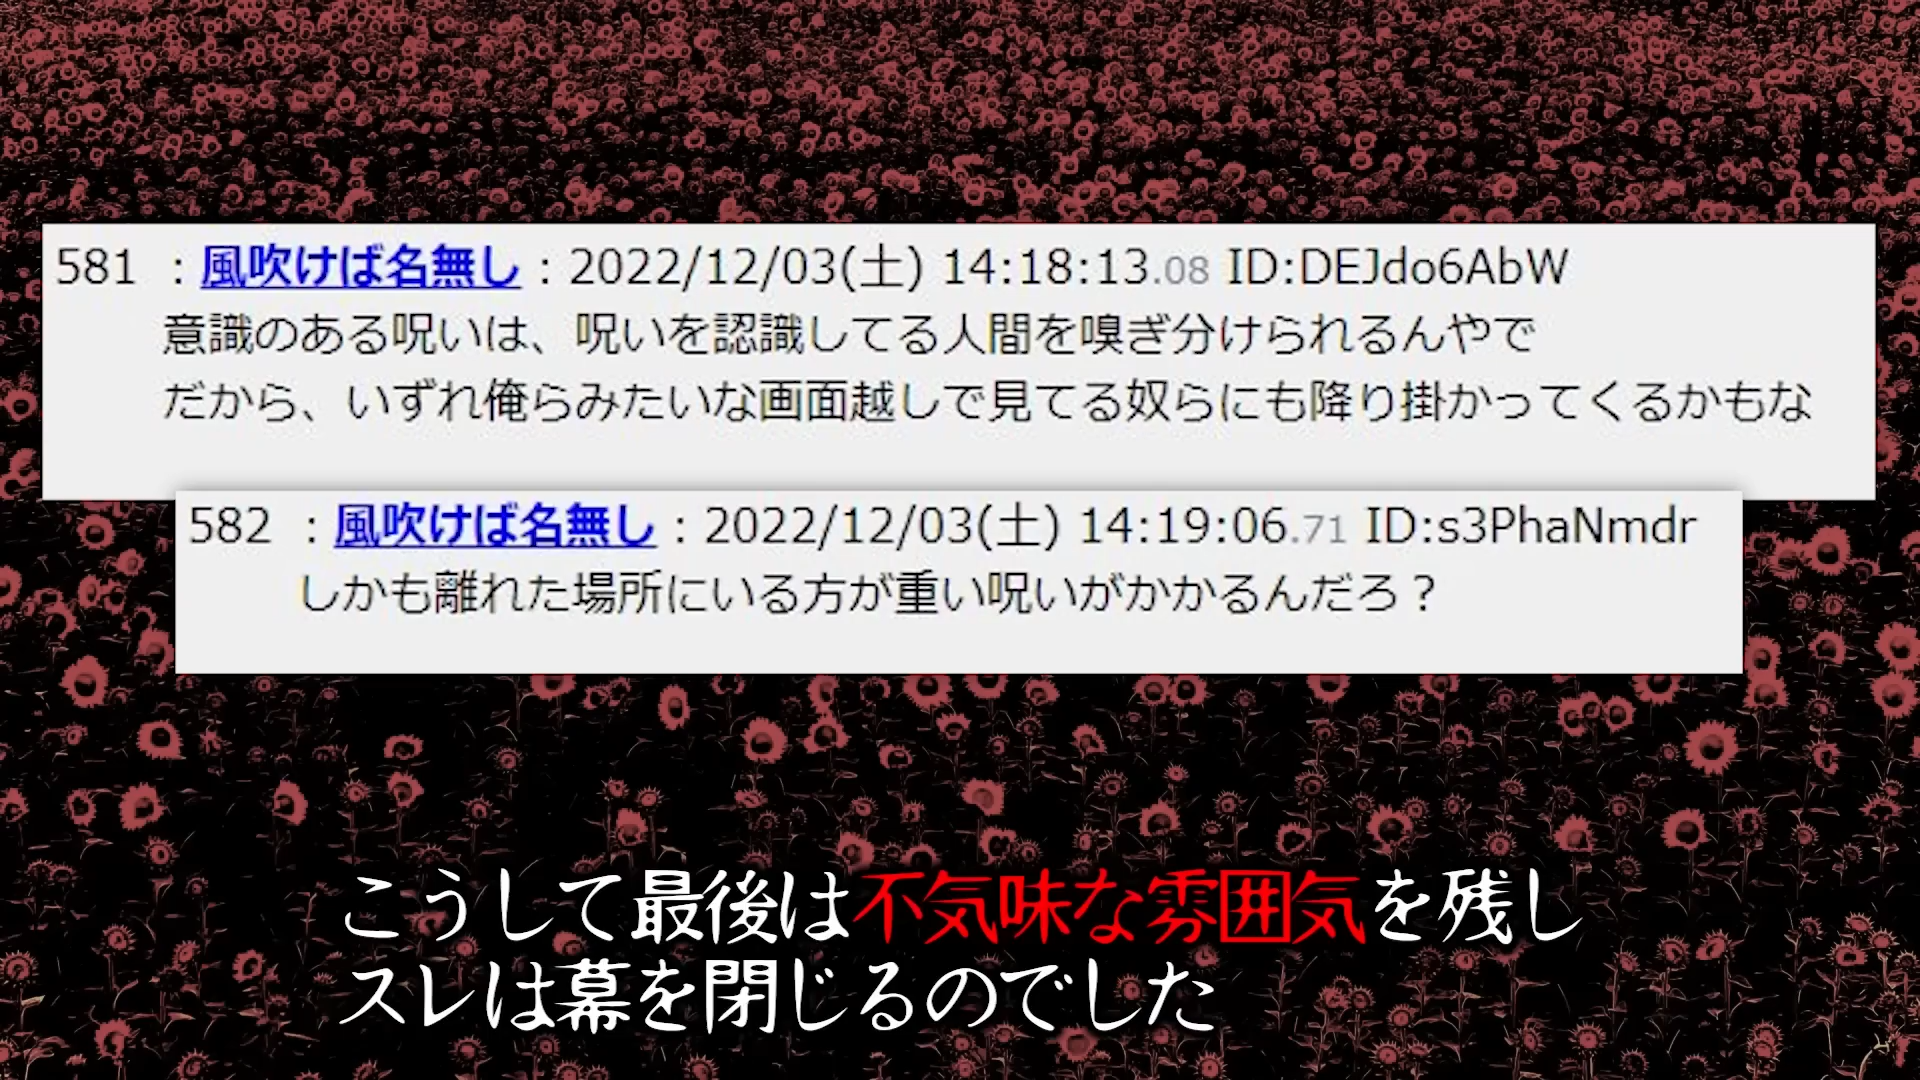 581 ：風吹けば名無し：2022/12/03(土) 14:18:13.08 ID:DEJdo6AbW
意識のある呪いは、呪いを認識してる人間を嗅ぎ分けられるんやで
だから、いずれ俺らみたいな画面越しで見てる奴らにも降り掛かってくるかもな
582 ：風吹けば名無し：2022/12/03(土) 14:19:06.71 ID:s3PhaNmdr
しかも離れた場所にいる方が重い呪いがかかるんだろ？
こうして最後は不気味な雰囲気を残し
スレは幕を閉じるのでした